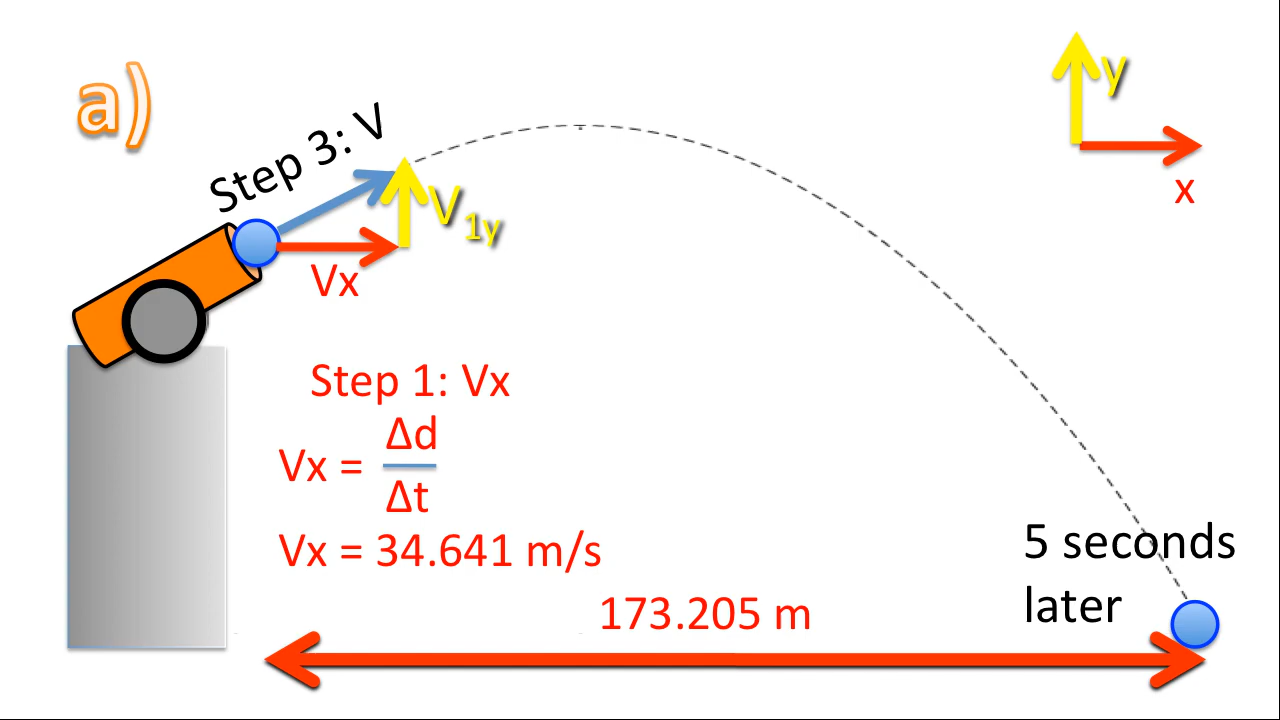 a)
Step 3: V
y
x
V1y
Vx
Step 1: Vx
Vx = Δd
Δt
Vx = 34.641 m/s
5 seconds
later
173.205 m